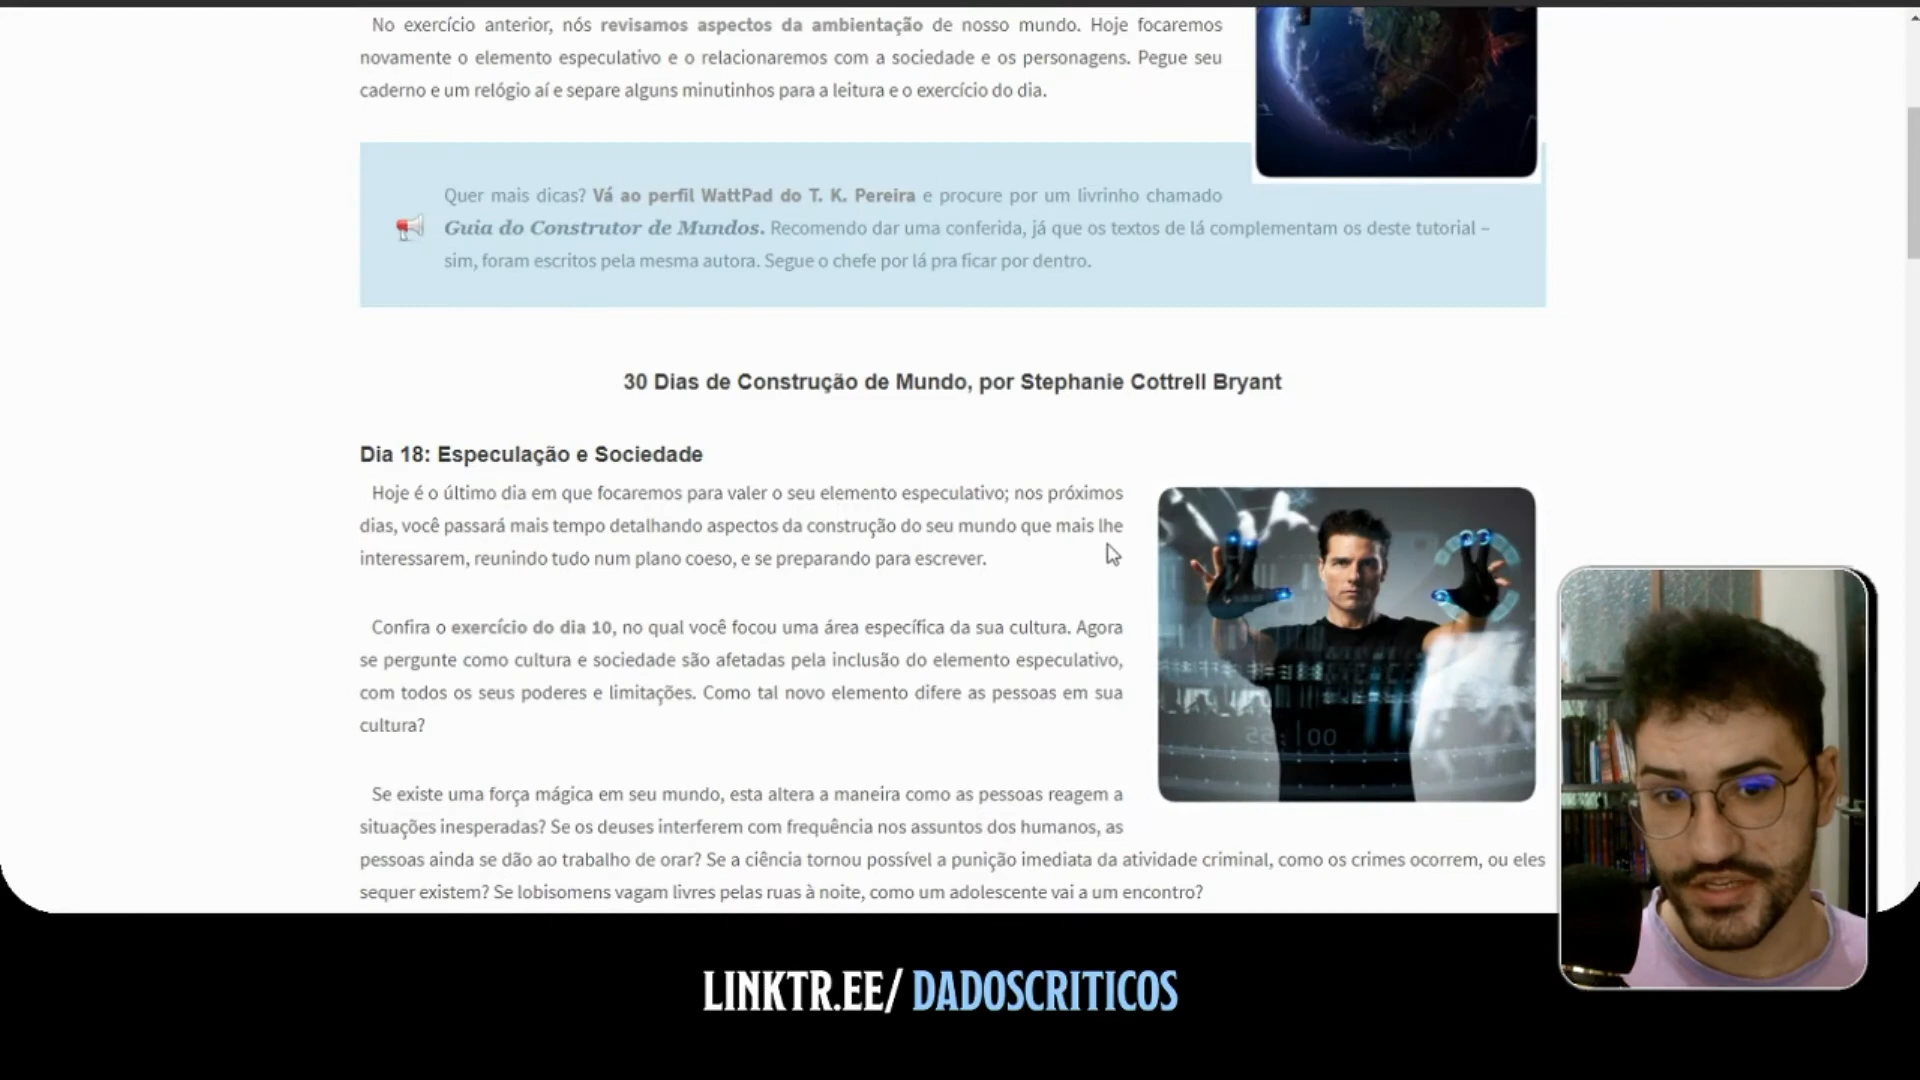 No exercício anterior, nós revisamos aspectos da ambientação de nosso mundo. Hoje focaremos
novamente o elemento especulativo e o relacionaremos com a sociedade e os personagens. Pegue seu
caderno e um relógio aí e separe alguns minutinhos para a leitura e o exercício do dia.
Quer mais dicas? Vá ao perfil WattPad do T. K. Pereira e procure por um livrinho chamado
Guia do Construtor de Mundos. Recomendo dar uma conferida, já que os textos de lá complementam os deste tutorial –
sim, foram escritos pela mesma autora. Segue o chefe por lá pra ficar por dentro.
30 Dias de Construção de Mundo, por Stephanie Cottrell Bryant
Dia 18: Especulação e Sociedade
Hoje é o último dia em que focaremos para valer o seu elemento especulativo; nos próximos
dias, você passará mais tempo detalhando aspectos da construção do seu mundo que mais lhe
interessarem, reunindo tudo num plano coeso, e se preparando para escrever.
Confira o exercício do dia 10, no qual você focou uma área específica da sua cultura. Agora
se pergunte como cultura e sociedade são afetadas pela inclusão do elemento especulativo,
com todos os seus poderes e limitações. Como tal novo elemento difere as pessoas em sua
cultura?
Se existe uma força mágica em seu mundo, esta altera a maneira como as pessoas reagem a
situações inesperadas? Se os deuses interferem com frequência nos assuntos dos humanos, as
pessoas ainda se dão ao trabalho de orar? Se a ciência tornou possível a punição imediata da atividade criminal, como os crimes ocorrem, ou eles
sequer existem? Se lobisomens vagam livres pelas ruas à noite, como um adolescente vai a um encontro?
LINKTR.EE/ DADOSCRITICOS